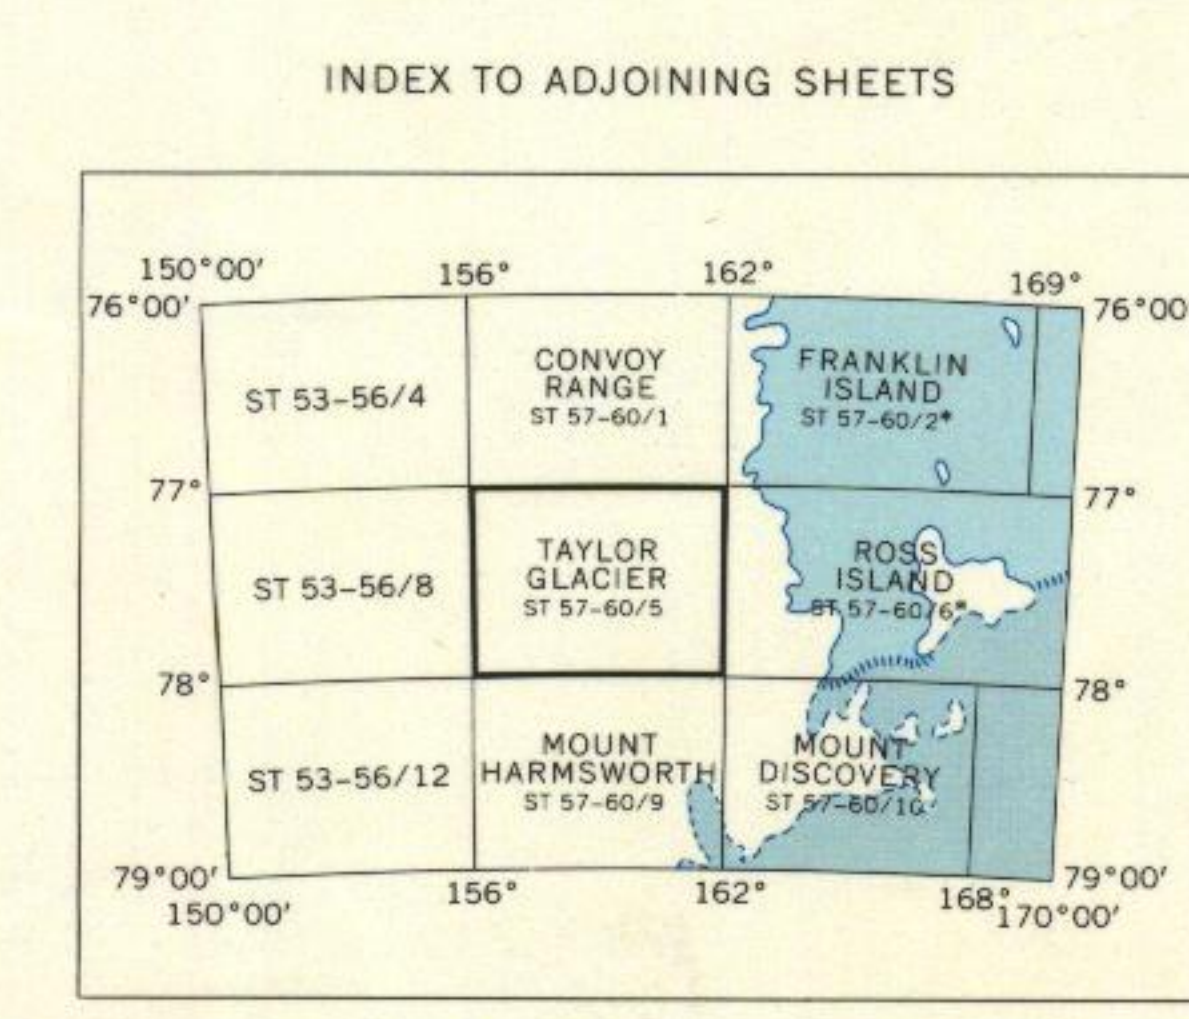 INDEX TO ADJOINING SHEETS
150°00′ 156° 162° 169°
76°00′ 76°00
ST 53–56/4
CONVOY
RANGE
ST 57–60/1
FRANKLIN
ISLAND
ST 57–60/2*
77° 77°
ST 53–56/8
TAYLOR
GLACIER
ST 57–60/5
ROSS
ISLAND
ST 57–60/6*
78° 78°
ST 53–56/12
MOUNT
HARMSWORTH
ST 57–60/9
MOUNT
DISCOVERY
ST 57–60/10
79°00′ 79°00′
150°00′ 156° 162° 168° 170°00′